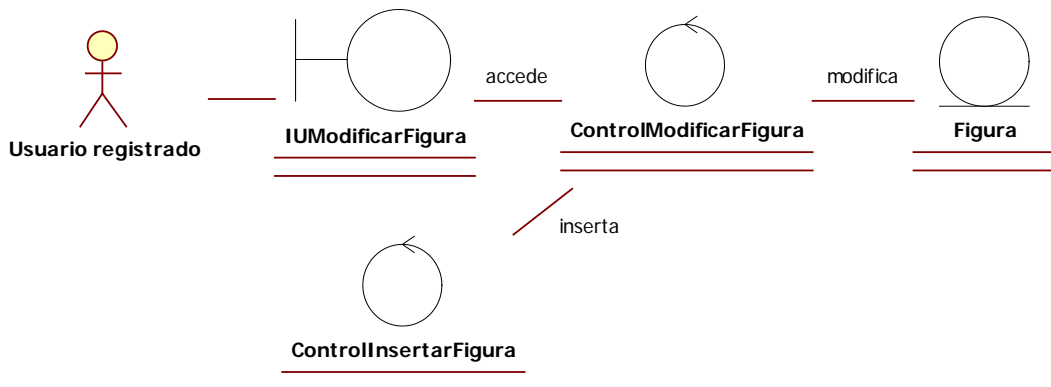 accede
modifica
IUModificarFigura
ControlModificarFigura
Figura
Usuario registrado
inserta
ControlInsertarFigura